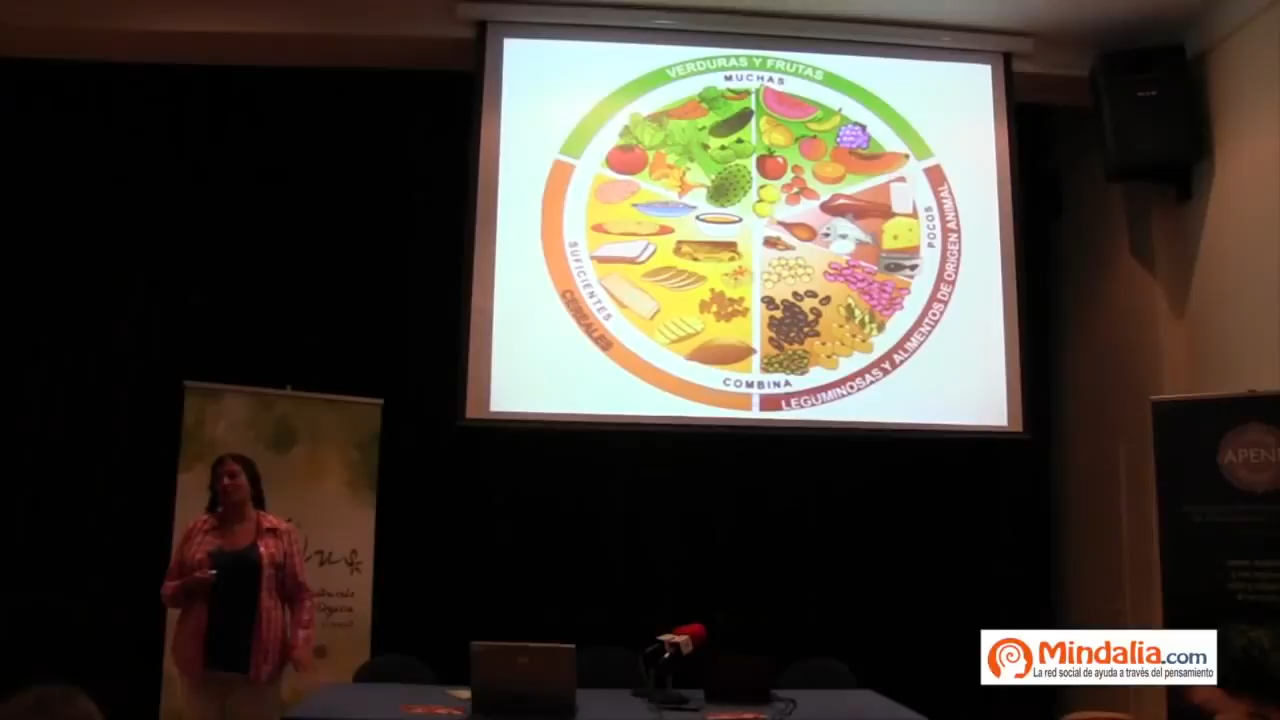 VERDURAS Y FRUTAS
MUCHAS
SUFICIENTES
CEREALES
POCOS
LEGUMINOSAS Y ALIMENTOS DE ORIGEN ANIMAL
COMBINA
APEN
Mindalia.com
La red social de ayuda a través del pensamiento